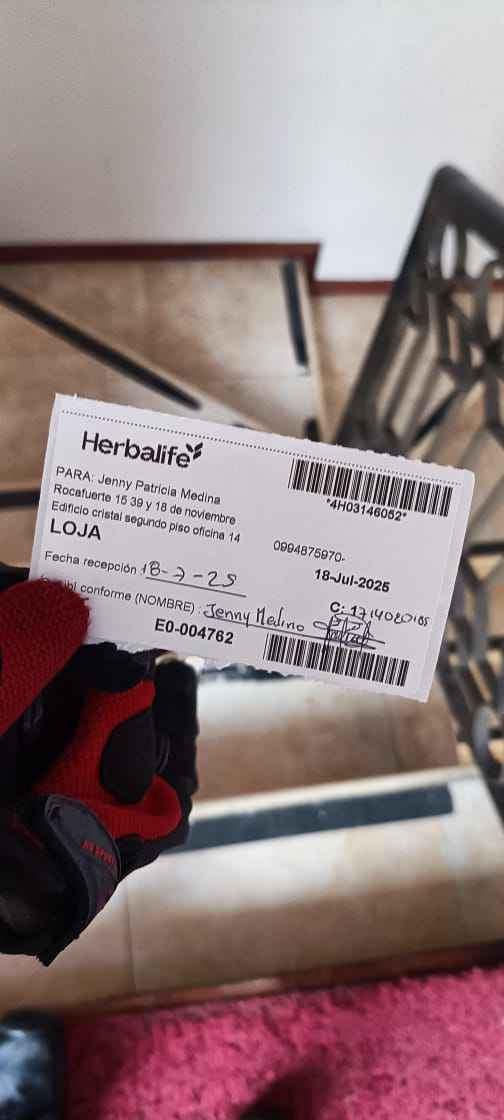 Herbalife
*4H03146052*
PARA: Jenny Patricia Medina
Rocafuerte 15 39 y 18 de noviembre
Edificio cristal segundo piso oficina 14
LOJA
0994875970-
18-Jul-2025
Fecha recepción 18-7-25
conforme (NOMBRE) : Jenny Medina
C:
E0-004762